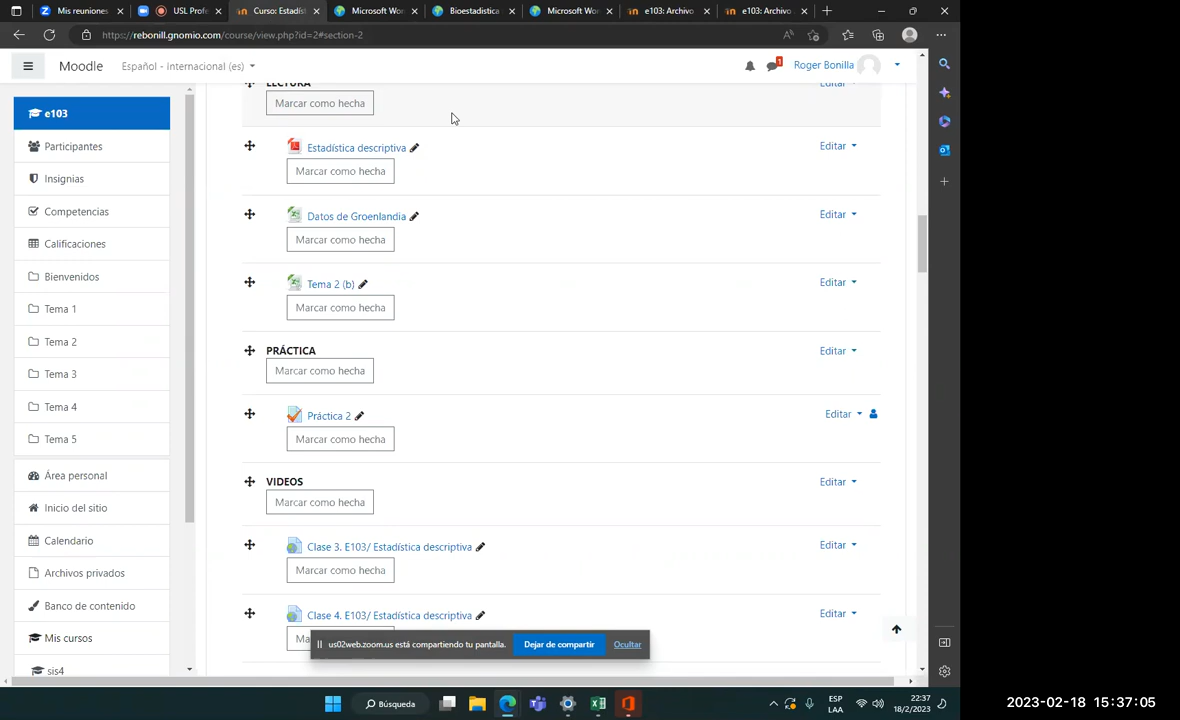 Mis reuniones
USL Profe
Curso: Estadíst
Microsoft Wo
Bioestadística
Microsoft Wo
e103: Archivo
e103: Archivo
https://rebonill.gnomio.com/course/view.php?id=2#section-2
Moodle
Español - Internacional (es)
1
Roger Bonilla
LECTURA
Editar
Marcar como hecha
e103
Participantes
Insignias
Competencias
Calificaciones
Bienvenidos
Tema 1
Tema 2
Tema 3
Tema 4
Tema 5
Área personal
Inicio del sitio
Calendario
Archivos privados
Banco de contenido
Mis cursos
sis4
Estadística descriptiva
Editar
Marcar como hecha
Datos de Groenlandia
Editar
Marcar como hecha
Tema 2 (b)
Editar
Marcar como hecha
PRÁCTICA
Editar
Marcar como hecha
Práctica 2
Editar
Marcar como hecha
VIDEOS
Editar
Marcar como hecha
Clase 3. E103/ Estadística descriptiva
Editar
Marcar como hecha
Clase 4. E103/ Estadística descriptiva
Editar
Ma
us02web.zoom.us está compartiendo tu pantalla.
Dejar de compartir
Ocultar
Búsqueda
ESP
LAA
22:37
18/2/2023
2023-02-18 15:37:05